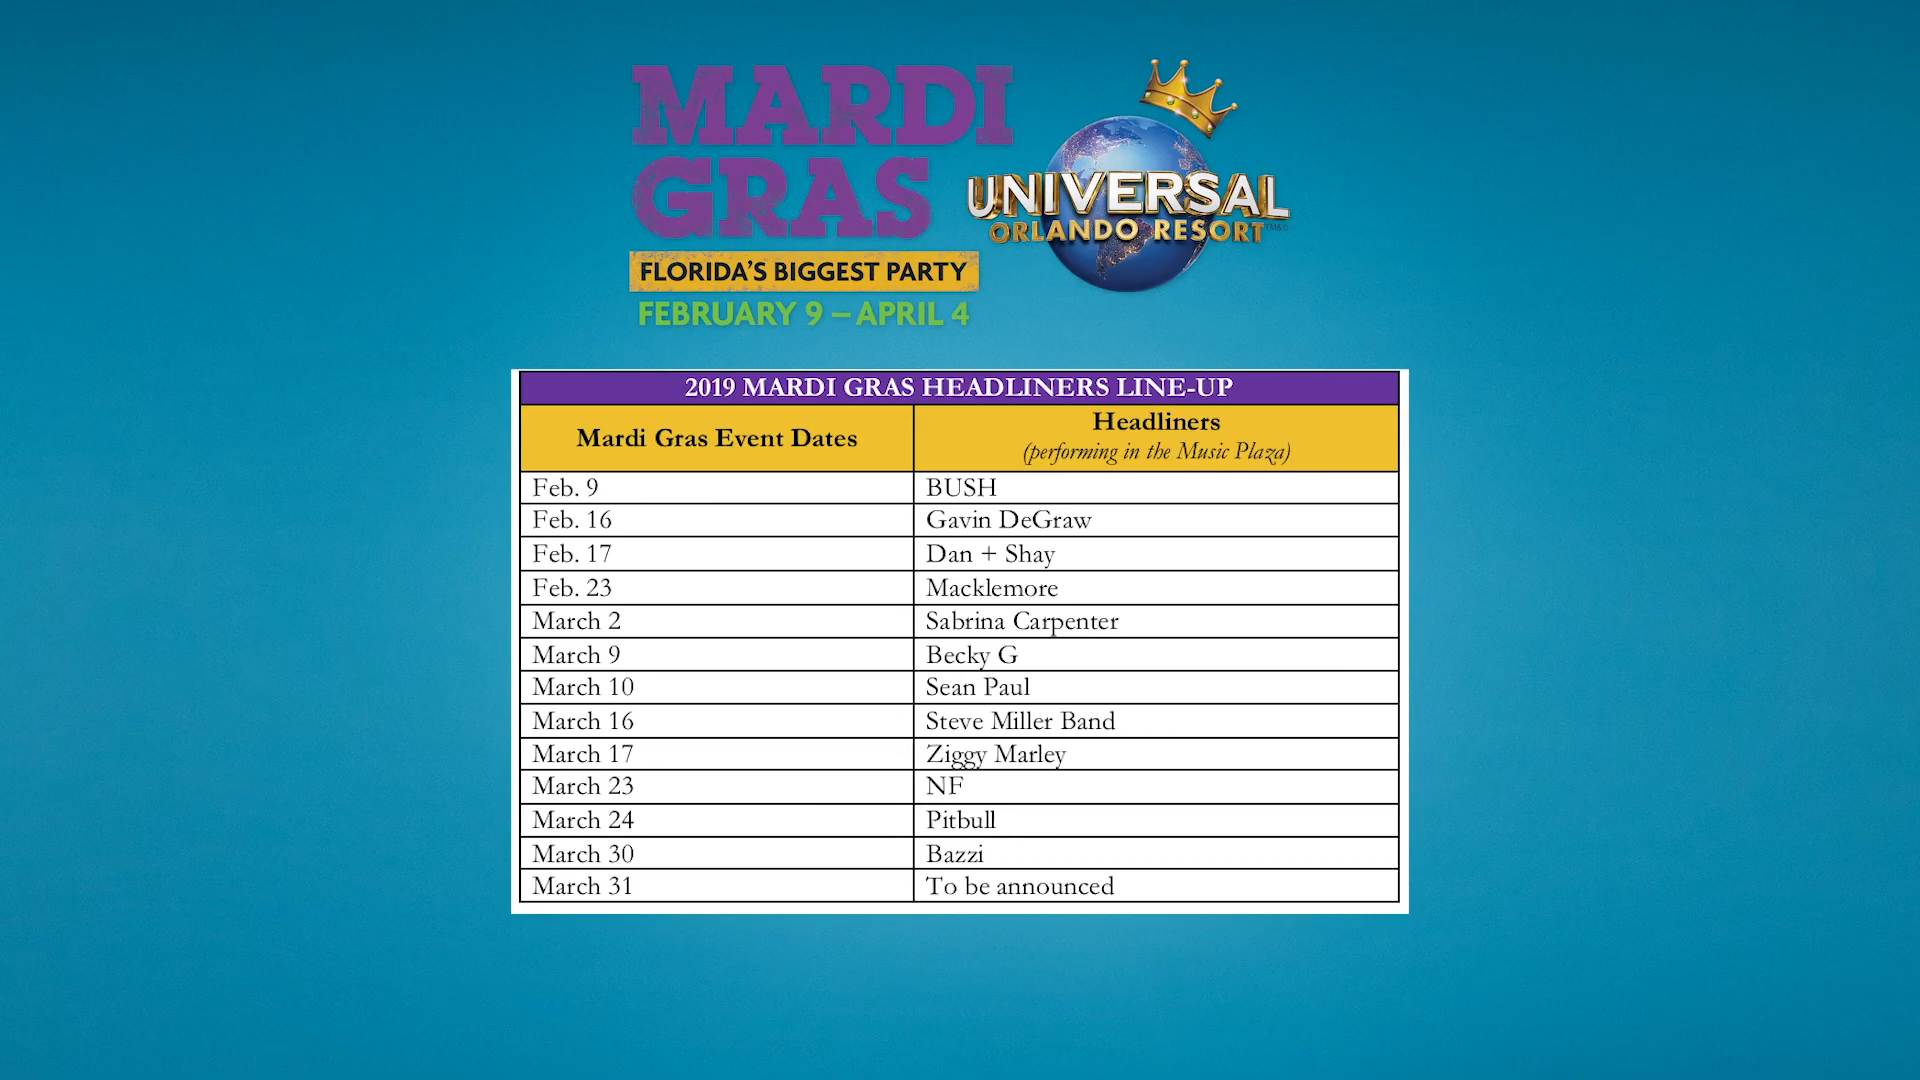 MARDI
GRAS
UNIVERSAL
ORLANDO RESORT TM&©
FLORIDA'S BIGGEST PARTY
FEBRUARY 9 – APRIL 4
2019 MARDI GRAS HEADLINERS LINE-UP
Mardi Gras Event Dates
Headliners
(performing in the Music Plaza)
Feb. 9 BUSH
Feb. 16 Gavin DeGraw
Feb. 17 Dan + Shay
Feb. 23 Macklemore
March 2 Sabrina Carpenter
March 9 Becky G
March 10 Sean Paul
March 16 Steve Miller Band
March 17 Ziggy Marley
March 23 NF
March 24 Pitbull
March 30 Bazzi
March 31 To be announced